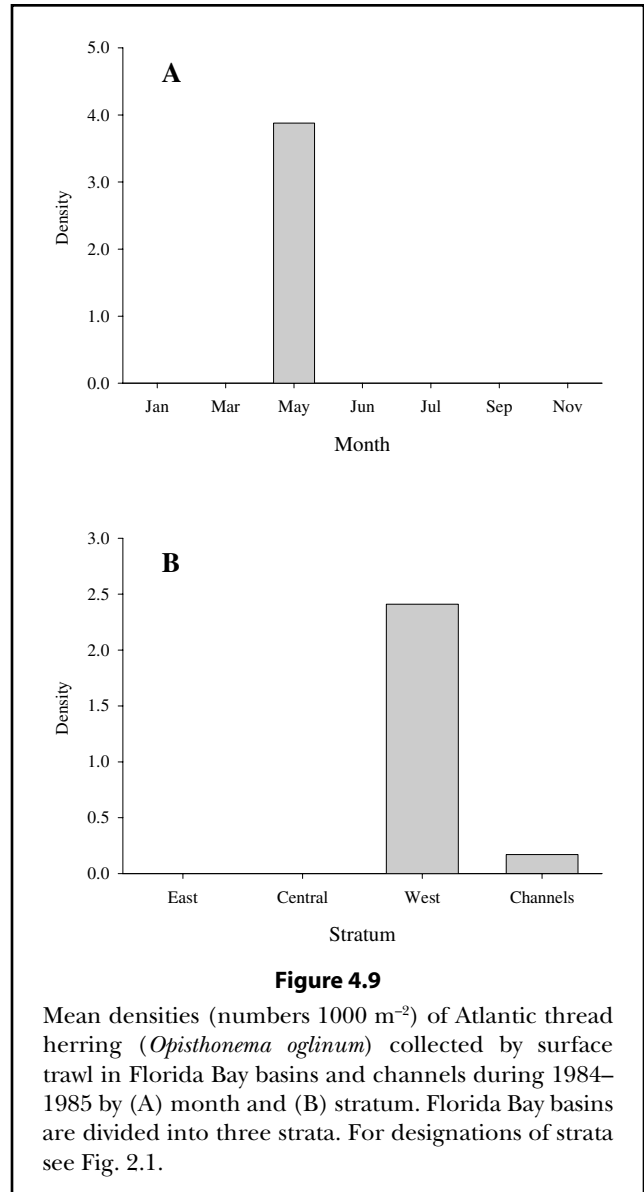 A
5.0
4.0
3.0
2.0
1.0
0.0
Density
Jan Mar May Jun Jul Sep Nov
Month
B
3.0
2.5
2.0
1.5
1.0
0.5
0.0
Density
East Central West Channels
Stratum
Figure 4.9
Mean densities (numbers 1000 m⁻²) of Atlantic thread
herring (Opisthonema oglinum) collected by surface
trawl in Florida Bay basins and channels during 1984–
1985 by (A) month and (B) stratum. Florida Bay basins
are divided into three strata. For designations of strata
see Fig. 2.1.